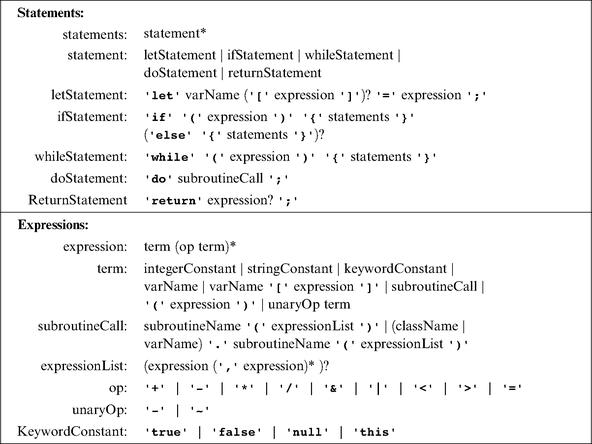 Statements:
statements: statement*
statement: letStatement | ifStatement | whileStatement |
doStatement | returnStatement
letStatement: 'let' varName ('[' expression ']')? '=' expression ';'
ifStatement: 'if' '(' expression ')' '{' statements '}'
('else' '{' statements '}')?
whileStatement: 'while' '(' expression ')' '{' statements '}'
doStatement: 'do' subroutineCall ';'
ReturnStatement 'return' expression? ';'
Expressions:
expression: term (op term)*
term: integerConstant | stringConstant | keywordConstant |
varName | varName '[' expression ']' | subroutineCall |
'(' expression ')' | unaryOp term
subroutineCall: subroutineName '(' expressionList ')' | (className |
varName) '.' subroutineName '(' expressionList ')'
expressionList: (expression (',' expression)* )?
op: '+' | '-' | '*' | '/' | '&' | '|' | '<' | '>' | '='
unaryOp: '-' | '~'
KeywordConstant: 'true' | 'false' | 'null' | 'this'